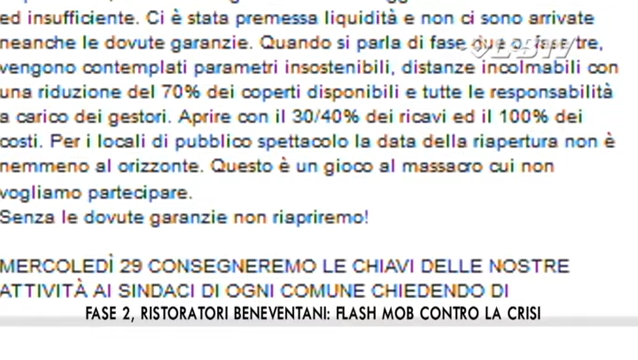 ed insufficiente. Ci è stata premessa liquidità e non ci sono arrivate
neanche le dovute garanzie. Quando si parla di fase due o fase tre,
vengono contemplati parametri insostenibili, distanze incolmabili con
una riduzione del 70% dei coperti disponibili e tutte le responsabilità
a carico dei gestori. Aprire con il 30/40% dei ricavi ed il 100% dei
costi. Per i locali di pubblico spettacolo la data della riapertura non è
nemmeno al orizzonte. Questo è un gioco al massacro cui non
vogliamo partecipare.
Senza le dovute garanzie non riapriremo!
MERCOLEDÌ 29 CONSEGNEREMO LE CHIAVI DELLE NOSTRE
ATTIVITÀ AI SINDACI DI OGNI COMUNE CHIEDENDO DI
FASE 2, RISTORATORI BENEVENTANI: FLASH MOB CONTRO LA CRISI